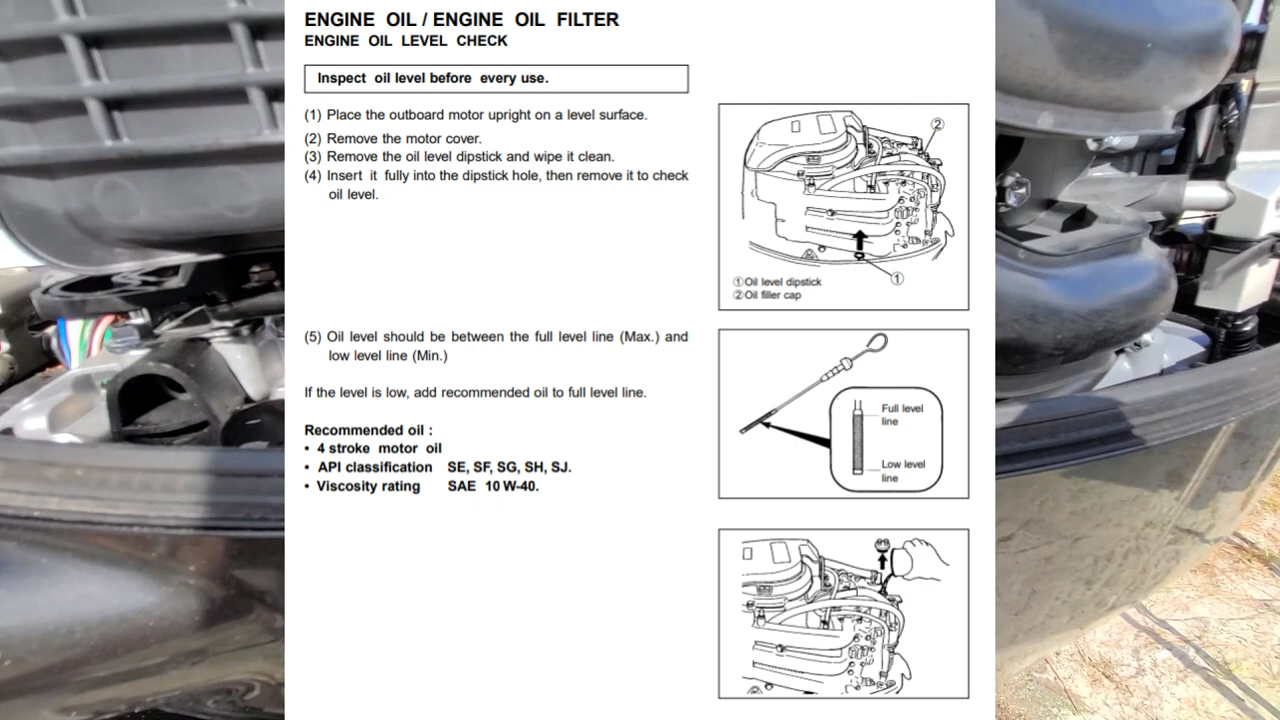 ENGINE OIL / ENGINE OIL FILTER
ENGINE OIL LEVEL CHECK
Inspect oil level before every use.
(1) Place the outboard motor upright on a level surface.
(2) Remove the motor cover.
(3) Remove the oil level dipstick and wipe it clean.
(4) Insert it fully into the dipstick hole, then remove it to check
oil level.
2
1
①Oil level dipstick
②Oil filler cap
(5) Oil level should be between the full level line (Max.) and
low level line (Min.)
If the level is low, add recommended oil to full level line.
Full level
line
Low level
line
Recommended oil :
• 4 stroke motor oil
• API classification SE, SF, SG, SH, SJ.
• Viscosity rating SAE 10 W-40.